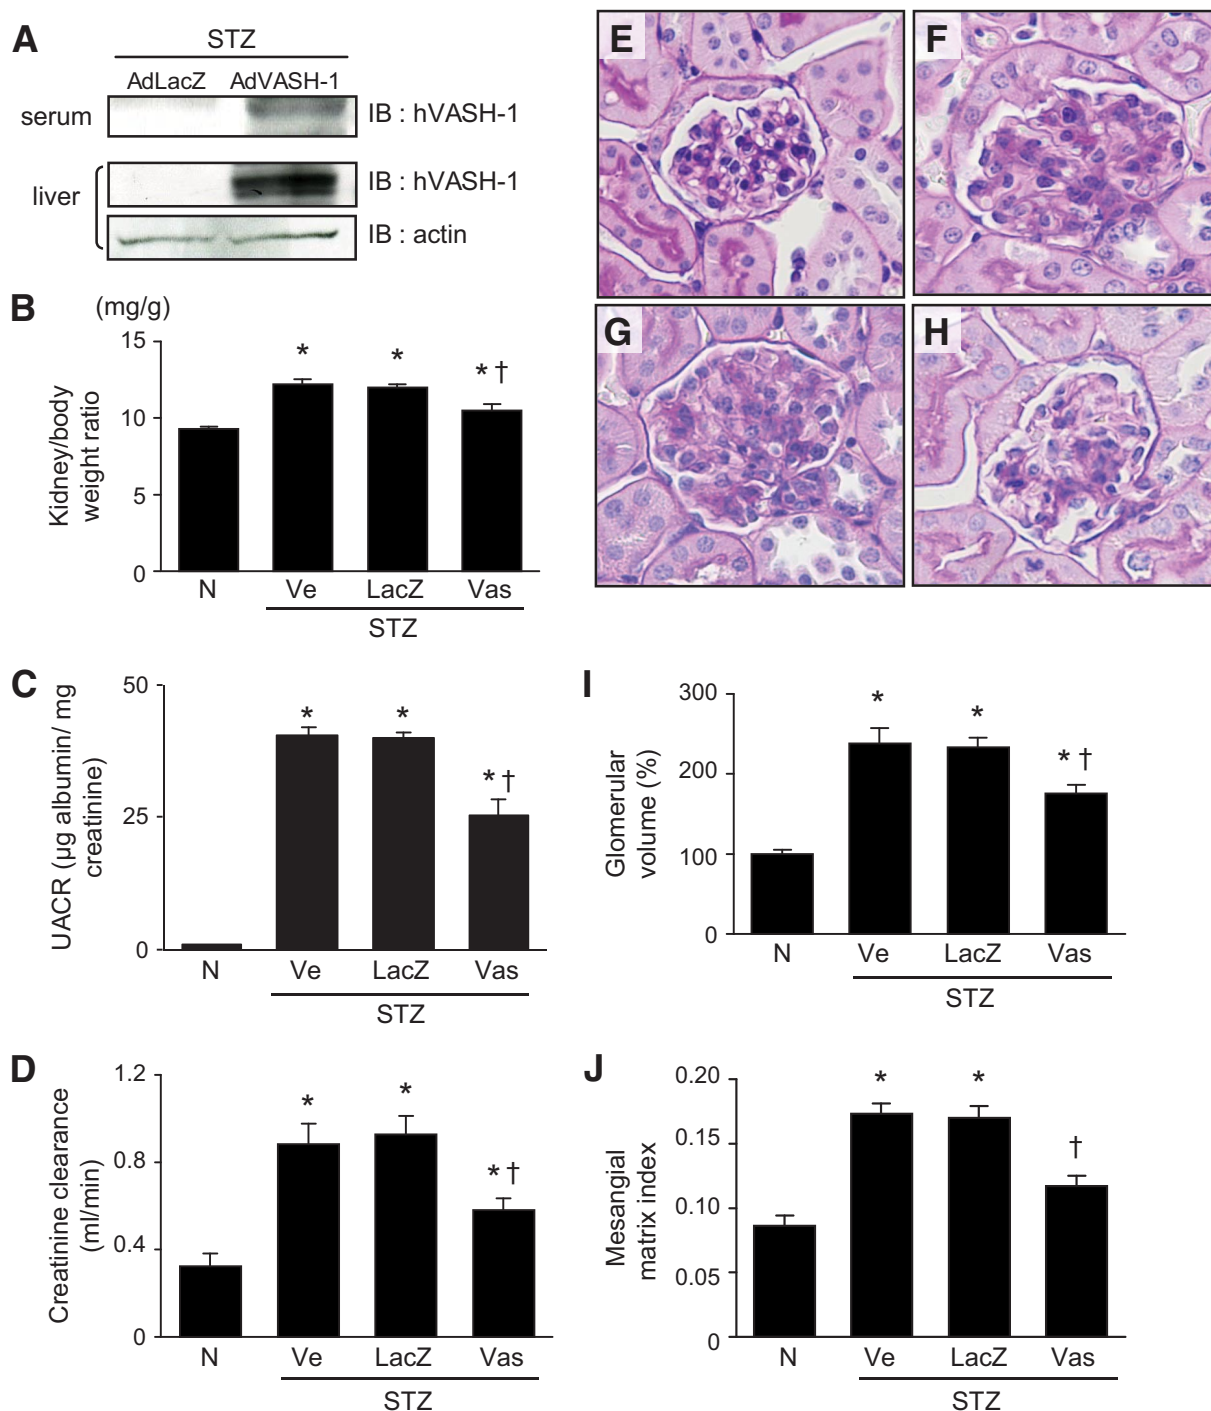 A
STZ
AdLacZ AdVASH-1
serum
IB : hVASH-1
liver
IB : hVASH-1
IB : actin
B
(mg/g)
Kidney/body
weight ratio
15
10
5
0
* * * †
N Ve LacZ Vas
STZ
C
UACR (µg albumin/ mg
creatinine)
50
25
0
* * * †
N Ve LacZ Vas
STZ
D
Creatinine clearance
(ml/min)
1.2
0.8
0.4
0
* * * †
N Ve LacZ Vas
STZ
E F
G H
I
Glomerular
volume (%)
300
200
100
0
* * * †
N Ve LacZ Vas
STZ
J
Mesangial
matrix index
0.20
0.15
0.10
0.05
0
* * †
N Ve LacZ Vas
STZ